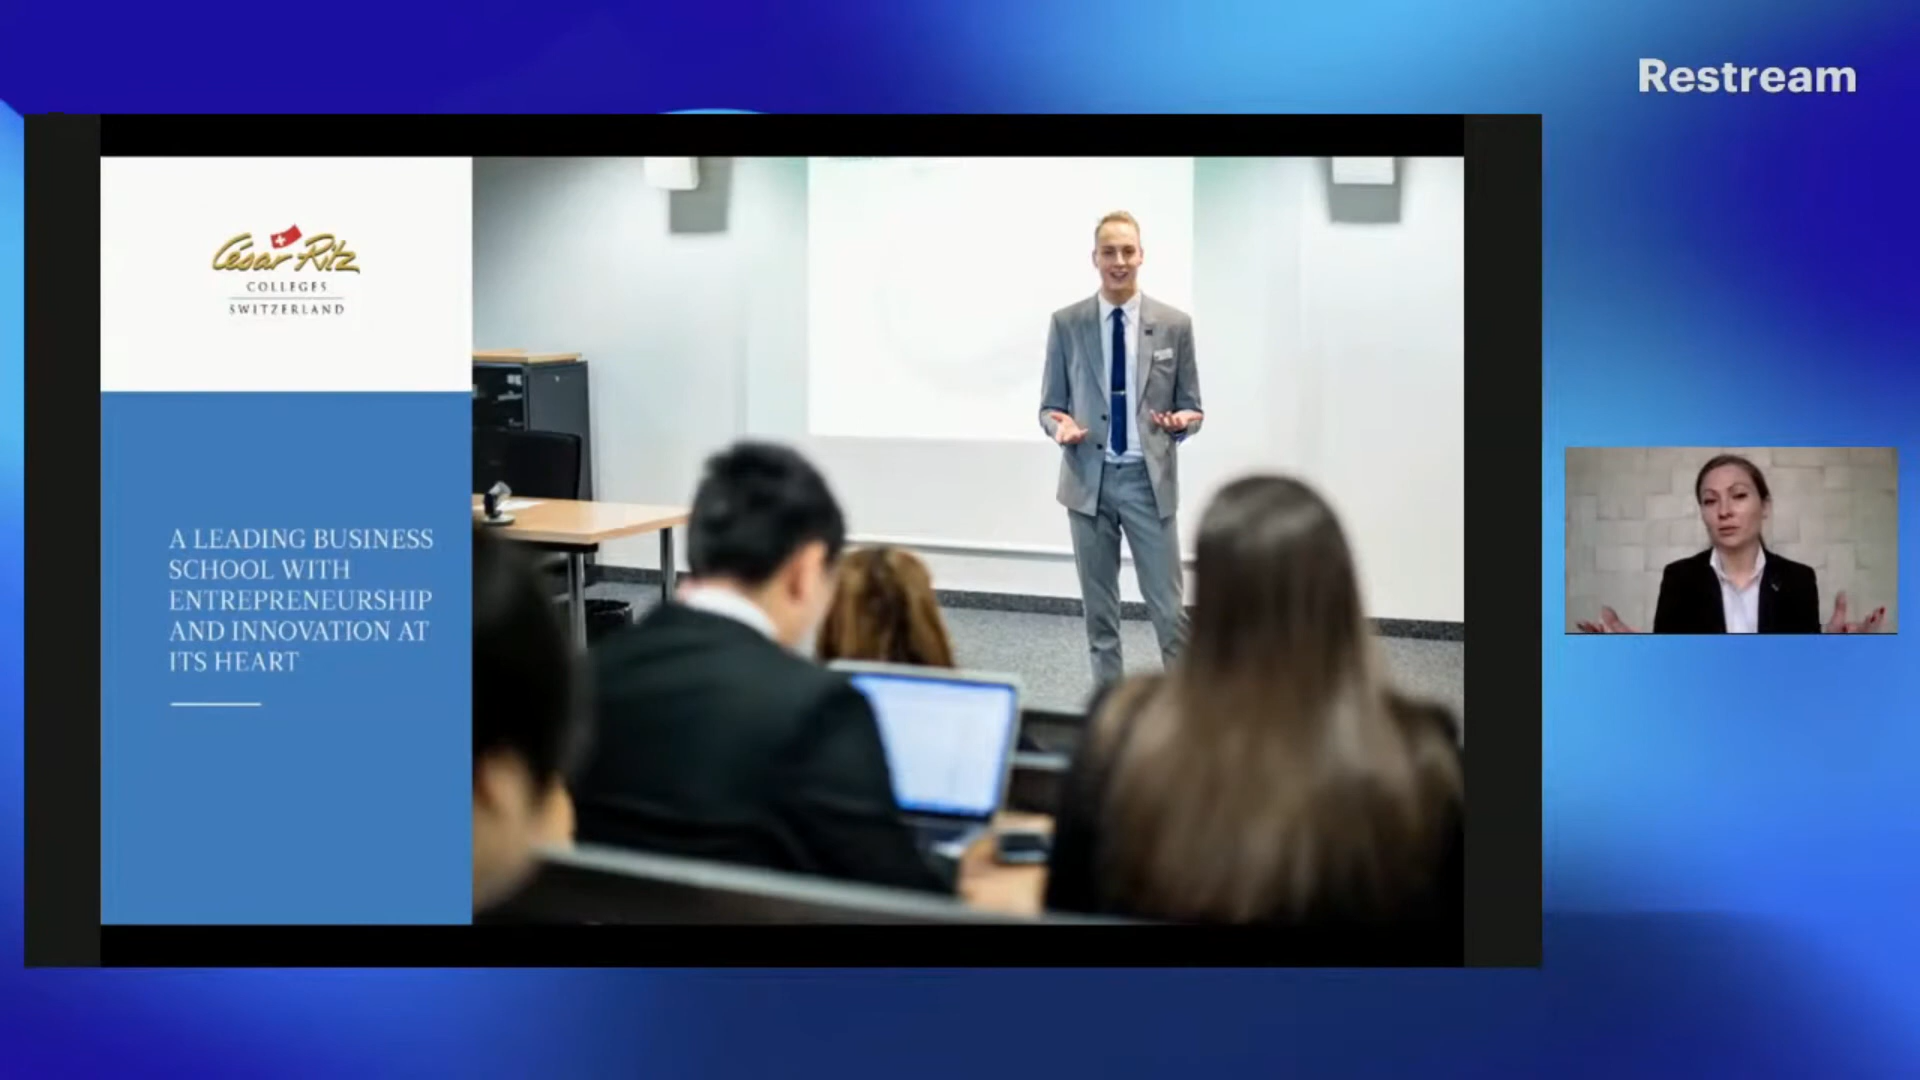 Restream
César Ritz
COLLEGES
SWITZERLAND
A LEADING BUSINESS
SCHOOL WITH
ENTREPRENEURSHIP
AND INNOVATION AT
ITS HEART